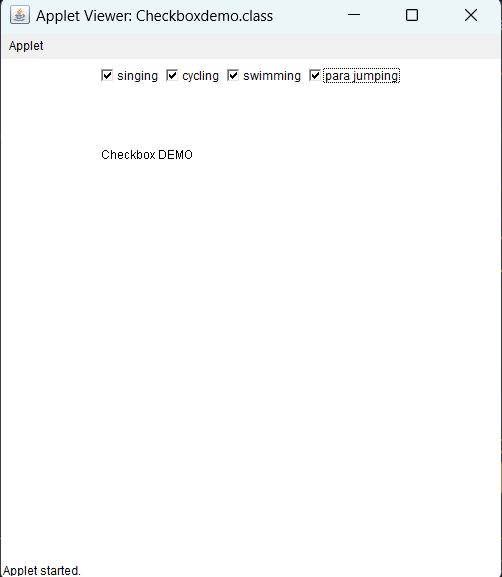 Applet Viewer: Checkboxdemo.class
Applet
singing cycling swimming para jumping
Checkbox DEMO
Applet started.